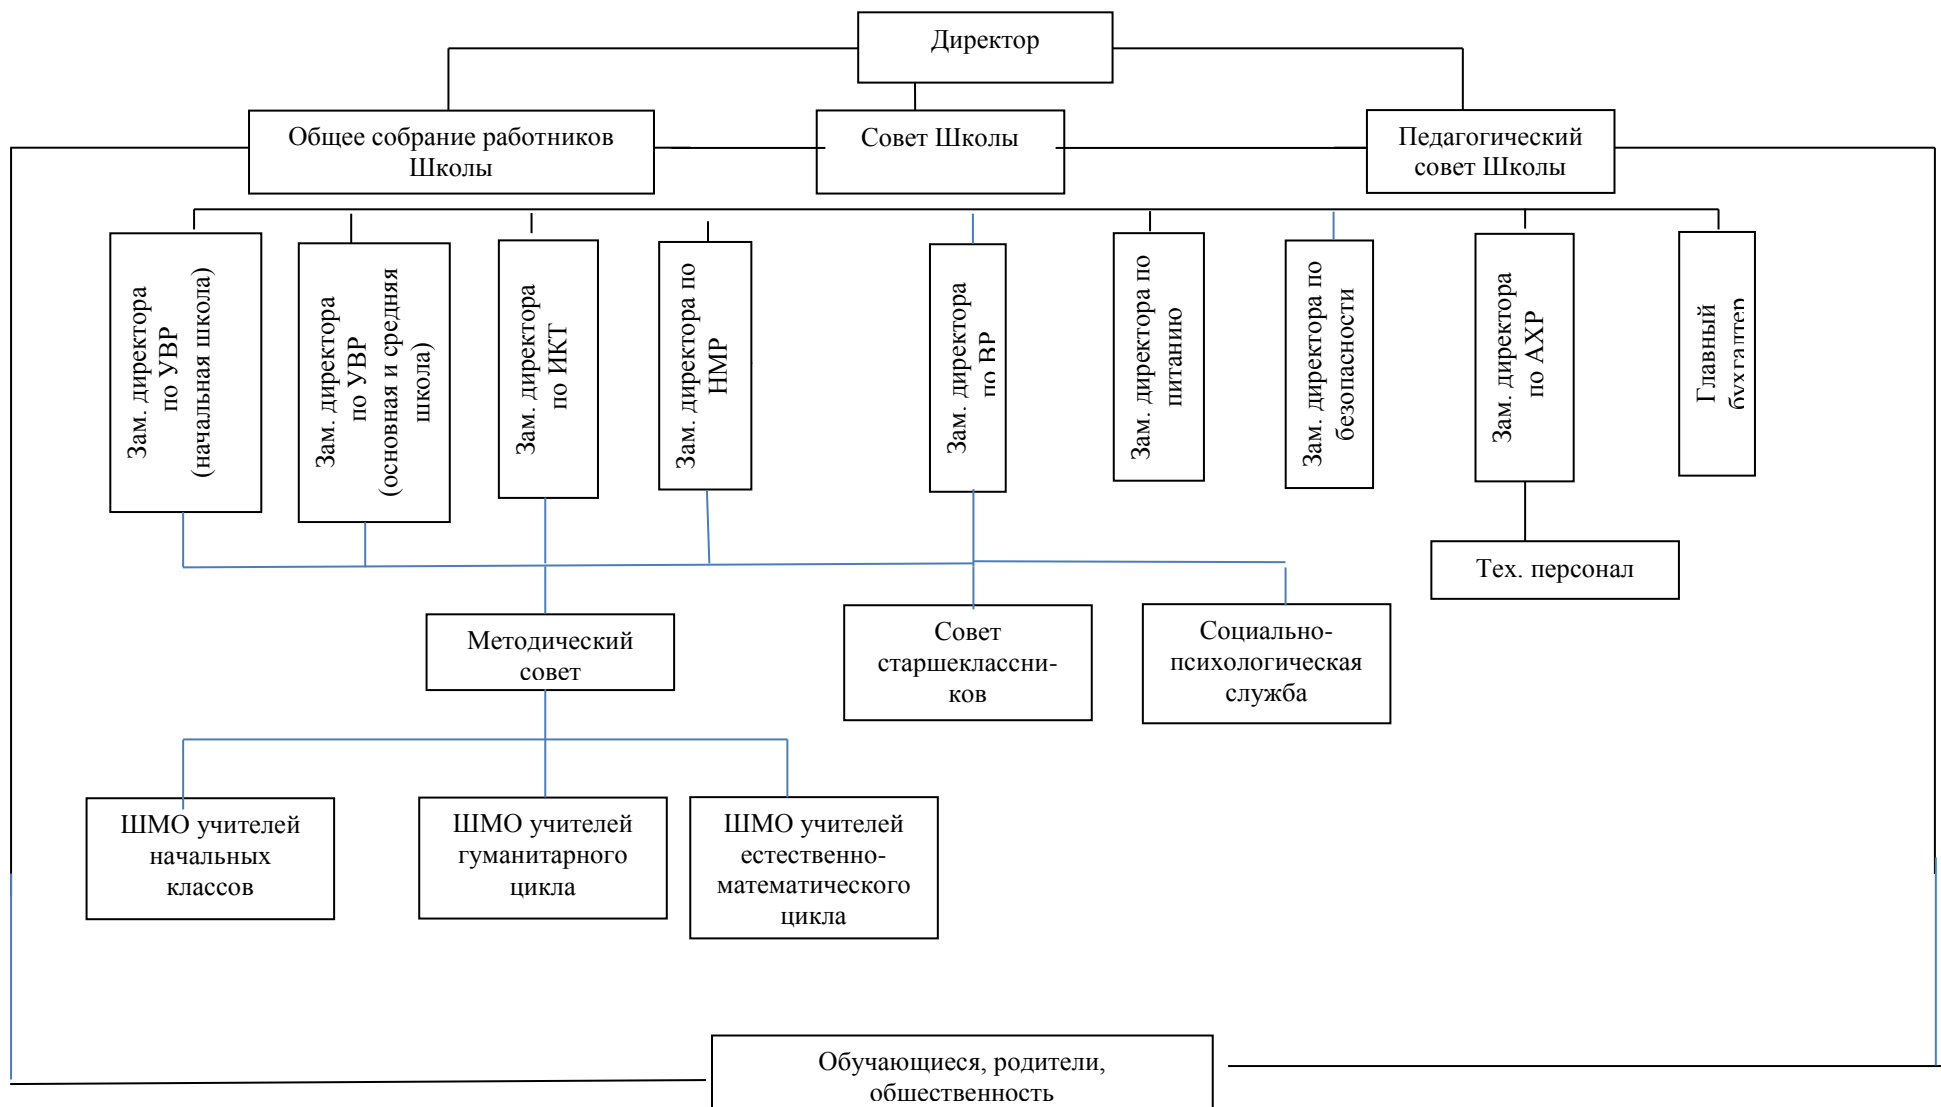 Директор
Общее собрание работников
Школы
Совет Школы
Педагогический
совет Школы
Зам. директора
по УВР
(начальная школа)
Зам. директора
по УВР
(основная и средняя
школа)
Зам. директора
по ИКТ
Зам. директора по
НМР
Зам. директора
по ВР
Зам. директора по
питанию
Зам. директора по
безопасности
Зам. директора
по АХР
Главный
бухгалтер
Тех. персонал
Методический
совет
Совет
старшеклассни-
ков
Социально-
психологическая
служба
ШМО учителей
начальных
классов
ШМО учителей
гуманитарного
цикла
ШМО учителей
естественно-
математического
цикла
Обучающиеся, родители,
общественность